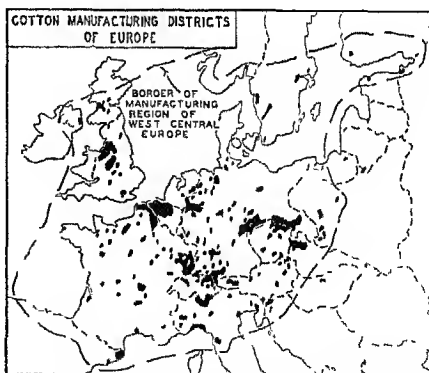 COTTON MANUFACTURING DISTRICTS
OF EUROPE
BORDER OF
MANUFACTURING
REGION OF
WEST CENTRAL
EUROPE